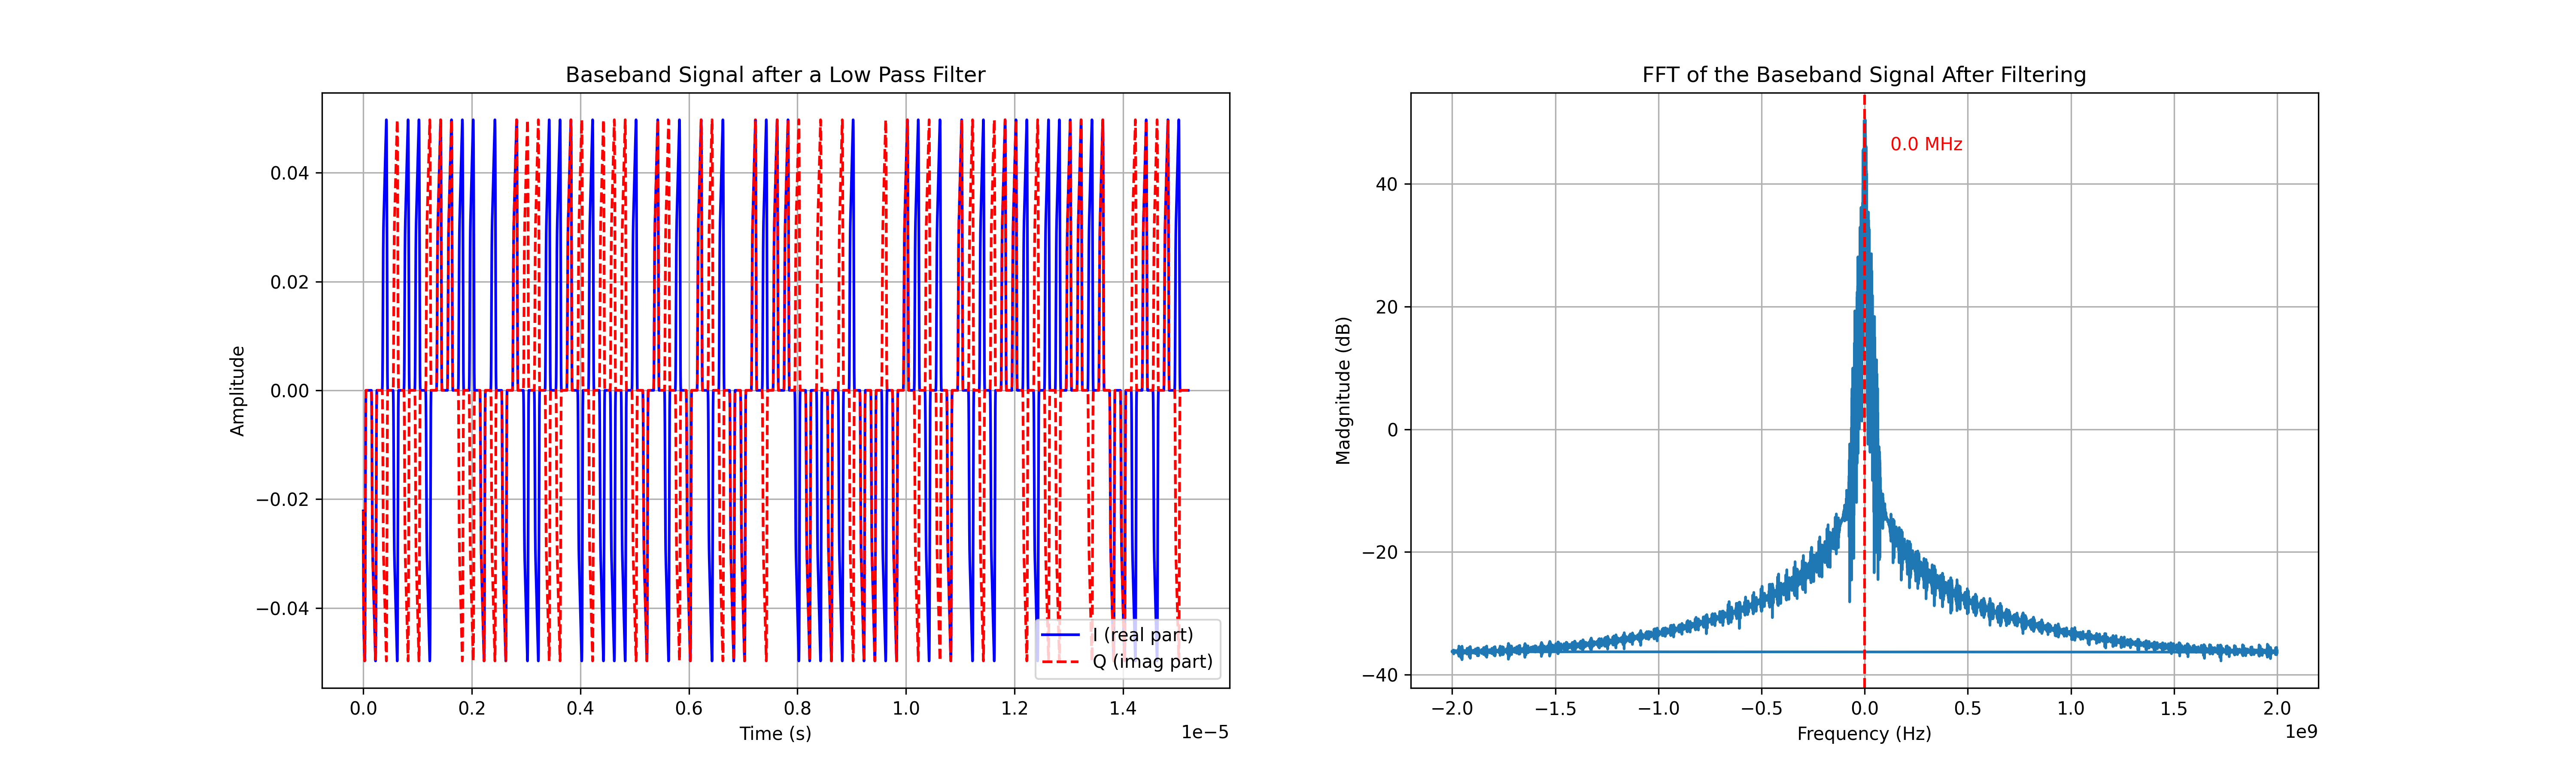 Baseband Signal after a Low Pass Filter
Amplitude
0.04
0.02
0.00
−0.02
−0.04
I (real part)
Q (imag part)
0.0 0.2 0.4 0.6 0.8 1.0 1.2 1.4
1e−5
Time (s)
FFT of the Baseband Signal After Filtering
Madgnitude (dB)
40
20
0
−20
−40
0.0 MHz
−2.0 −1.5 −1.0 −0.5 0.0 0.5 1.0 1.5 2.0
1e9
Frequency (Hz)